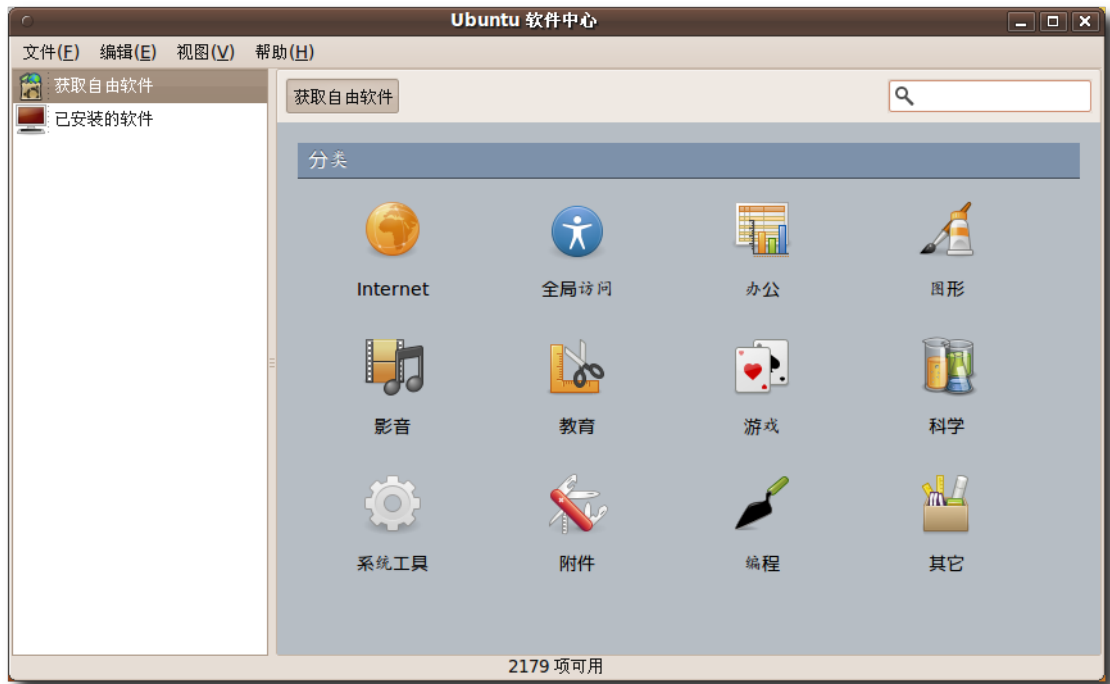 Ubuntu 软件中心
文件(F) 编辑(E) 视图(V) 帮助(H)
获取自由软件
已安装的软件
获取自由软件
分类
Internet 全局访问 办公 图形
影音 教育 游戏 科学
系统工具 附件 编程 其它
2179 项可用